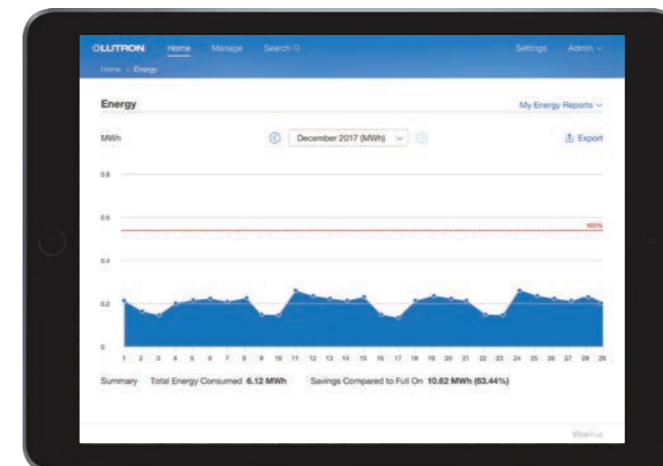 LUTRON Home Manage Search Settings Admin
Home > Energy
Energy My Energy Reports
MWh December 2017 (MWh) Export
0.8
0.6
100%
0.4
0.2
0
1 2 3 4 5 6 7 8 9 10 11 12 13 14 15 16 17 18 19 20 21 22 23 24 25 26 27 28 29
Summary Total Energy Consumed 6.12 MWh Savings Compared to Full On 10.62 MWh (63.44%)